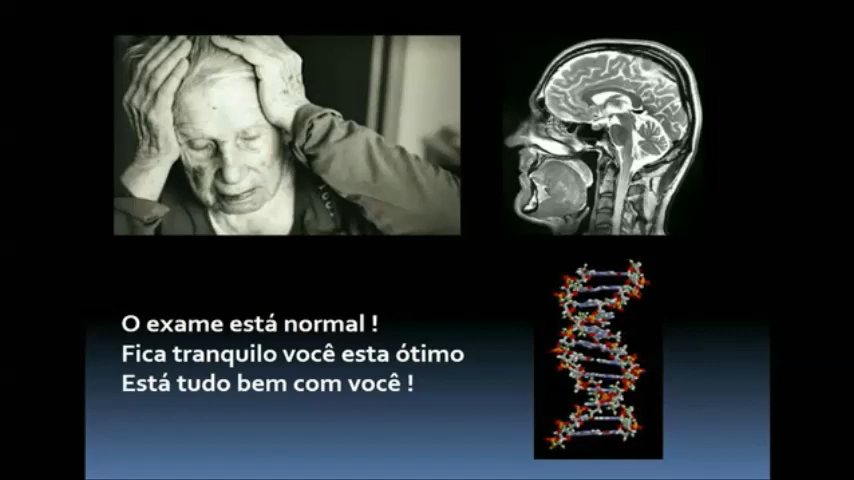 O exame está normal !
Fica tranquilo você esta ótimo
Está tudo bem com você !